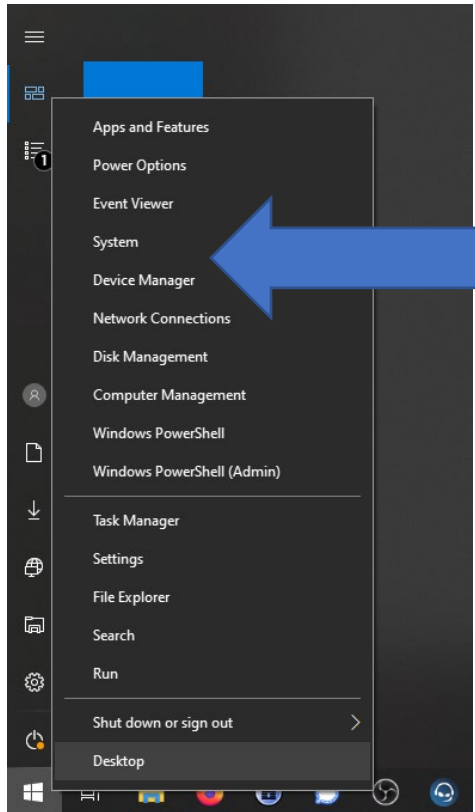 Apps and Features
Power Options
Event Viewer
1
System
Device Manager
Network Connections
Disk Management
Computer Management
Windows PowerShell
Windows PowerShell (Admin)
Task Manager
Settings
File Explorer
Search
Run
Shut down or sign out
Desktop